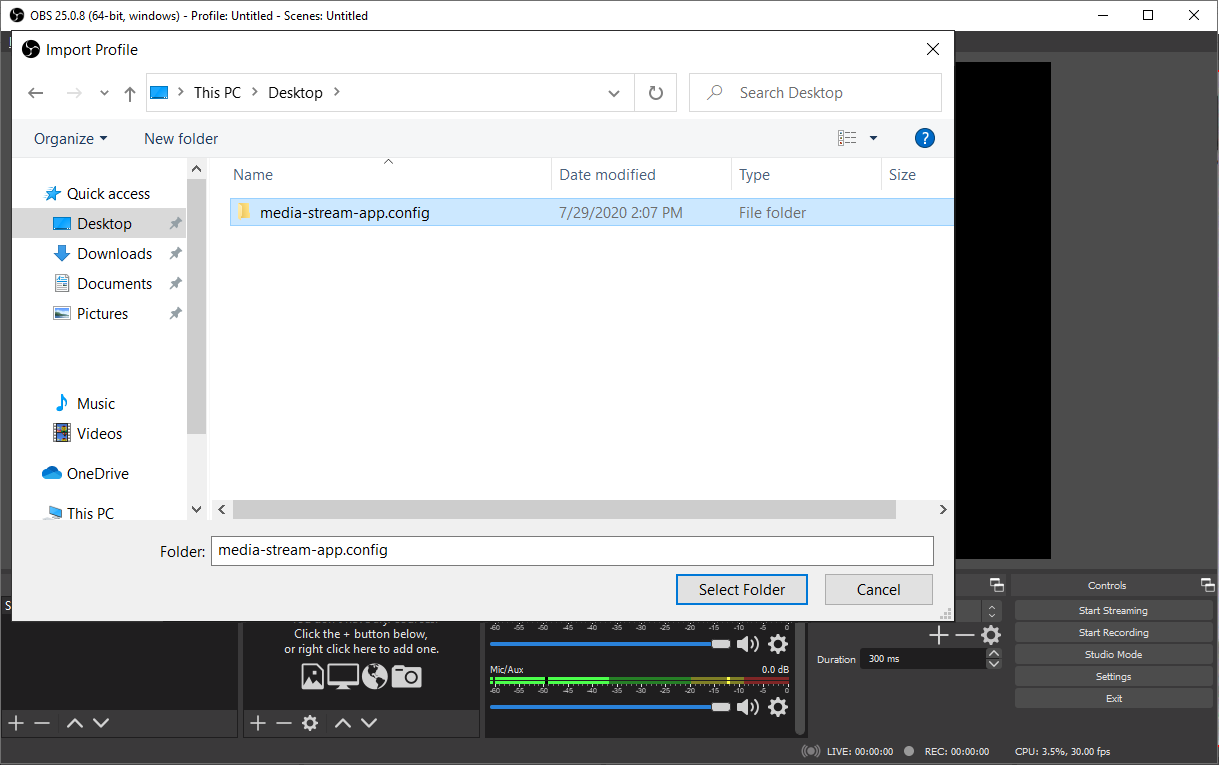 OBS 25.0.8 (64-bit, windows) - Profile: Untitled - Scenes: Untitled
Import Profile
This PC > Desktop >
Search Desktop
Organize
New folder
?
Name
Date modified
Type
Size
media-stream-app.config
7/29/2020 2:07 PM
File folder
Quick access
Desktop
Downloads
Documents
Pictures
Music
Videos
OneDrive
This PC
Folder:
media-stream-app.config
Select Folder
Cancel
Click the + button below,
or right click here to add one.
-60 -55 -50 -45 -40 -35 -30 -25 -20 -15 -10 -5 0
Mic/Aux
0.0 dB
-60 -55 -50 -45 -40 -35 -30 -25 -20 -15 -10 -5 0
Duration
300 ms
Controls
Start Streaming
Start Recording
Studio Mode
Settings
Exit
LIVE: 00:00:00
REC: 00:00:00
CPU: 3.5%, 30.00 fps